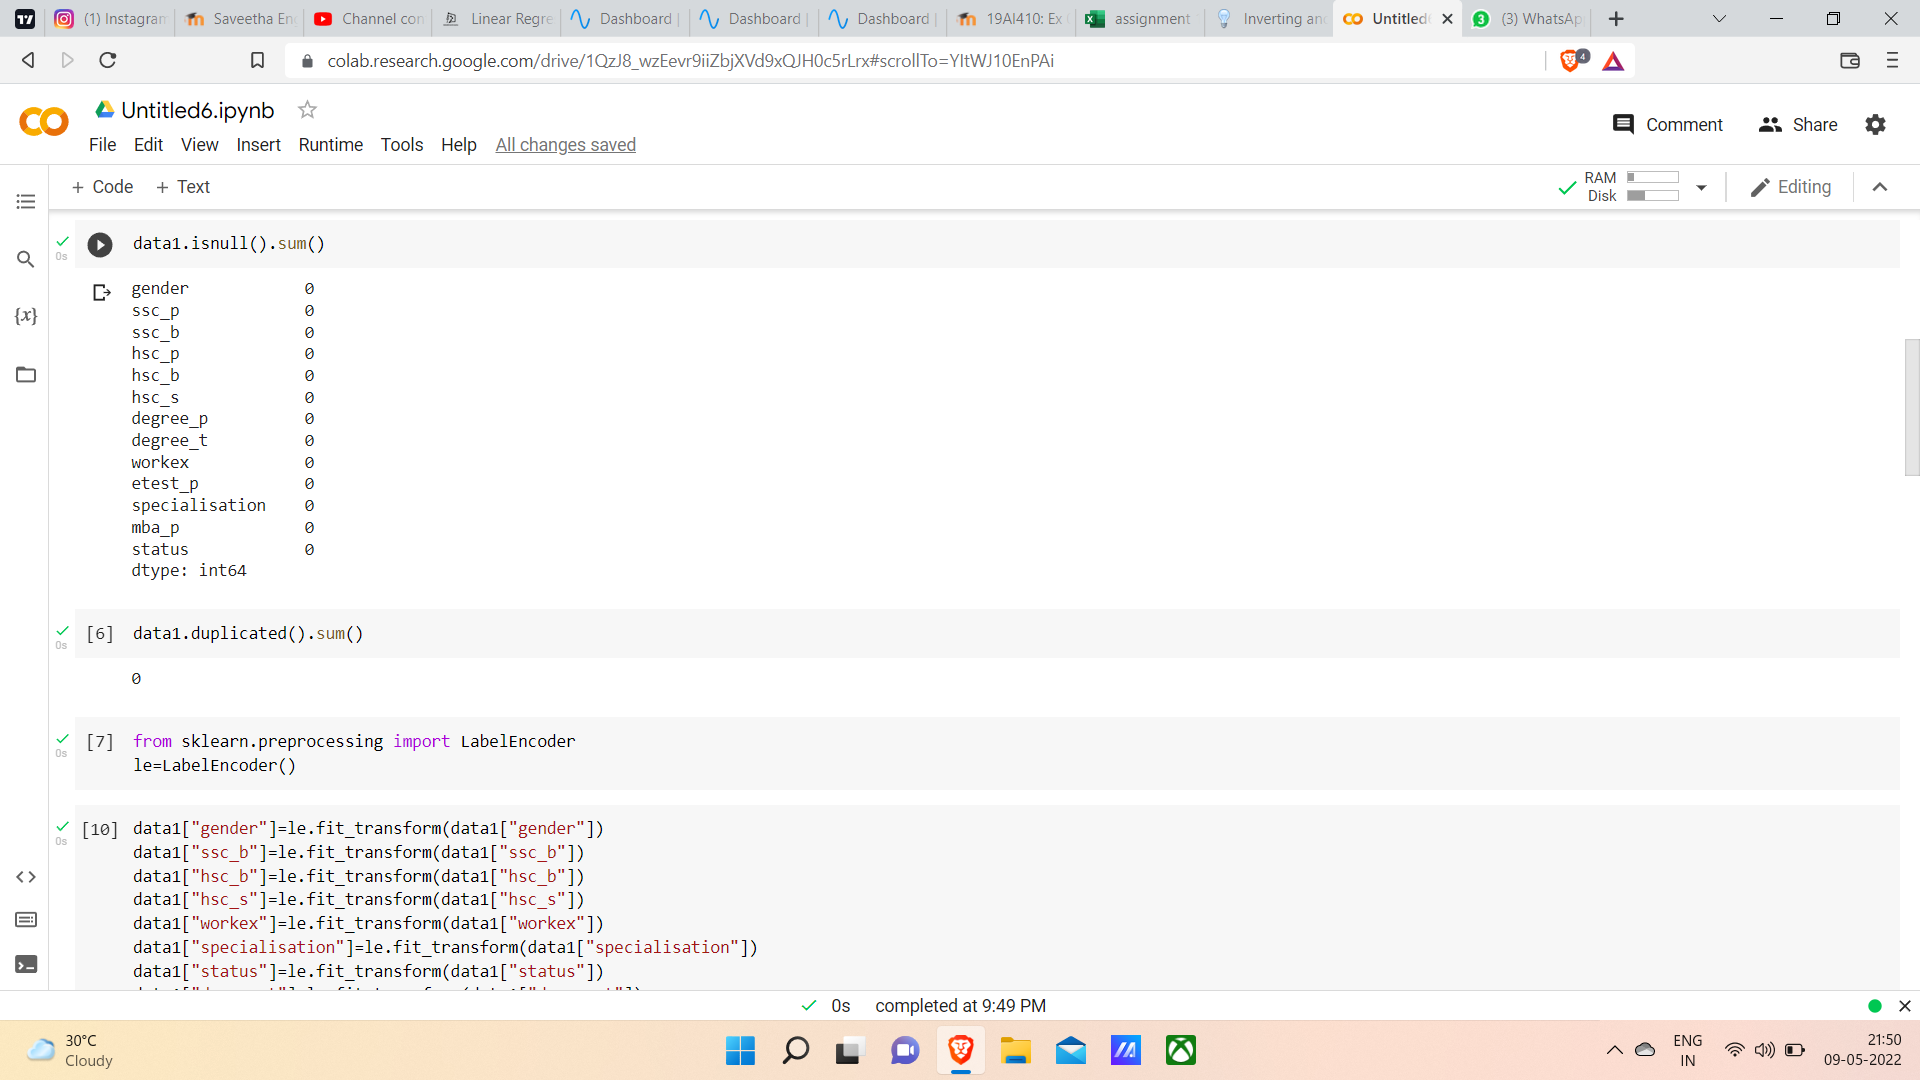 (1) Instagram
Saveetha En
Channel con
Linear Regre
Dashboard
Dashboard
Dashboard
19AI410: Ex
assignment
Inverting an
Untitled
(3) WhatsAp
colab.research.google.com/drive/1QzJ8_wzEevr9iiZbjXVd9xQJH0c5rLrx#scrollTo=YItWJ10EnPAi
4
Untitled6.ipynb
Comment
Share
File Edit View Insert Runtime Tools Help All changes saved
+ Code + Text
RAM
Disk
Editing
data1.isnull().sum()
0s
gender 0
ssc_p 0
ssc_b 0
hsc_p 0
hsc_b 0
hsc_s 0
degree_p 0
degree_t 0
workex 0
etest_p 0
specialisation 0
mba_p 0
status 0
dtype: int64
[6] data1.duplicated().sum()
0s
0
[7] from sklearn.preprocessing import LabelEncoder
0s
le=LabelEncoder()
[10] data1["gender"]=le.fit_transform(data1["gender"])
0s
data1["ssc_b"]=le.fit_transform(data1["ssc_b"])
data1["hsc_b"]=le.fit_transform(data1["hsc_b"])
data1["hsc_s"]=le.fit_transform(data1["hsc_s"])
data1["workex"]=le.fit_transform(data1["workex"])
data1["specialisation"]=le.fit_transform(data1["specialisation"])
data1["status"]=le.fit_transform(data1["status"])
0s completed at 9:49 PM
30°C
Cloudy
ENG
IN
21:50
09-05-2022